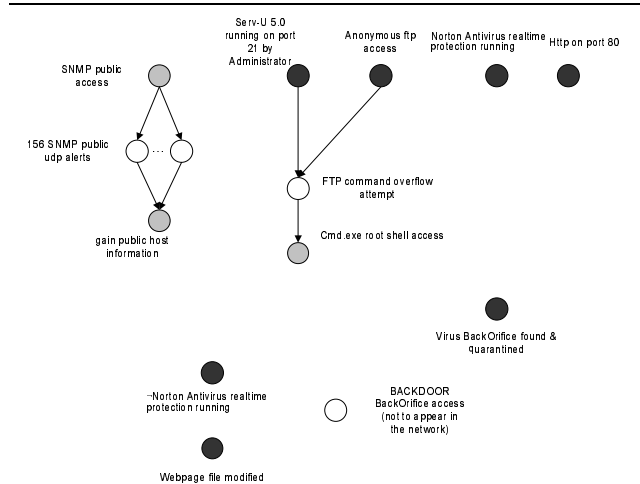 Serv-U 5.0
running on port
21 by
Administrator
Anonymous ftp
access
Norton Antivirus realtime
protection running
Http on port 80
SNMP public
access
156 SNMP public
udp alerts
...
FTP command overflow
attempt
gain public host
information
Cmd.exe root shell access
Virus BackOrifice found &
quarantined
¬Norton Antivirus realtime
protection running
BACKDOOR
BackOrifice access
(not to appear in
the network)
Webpage file modified